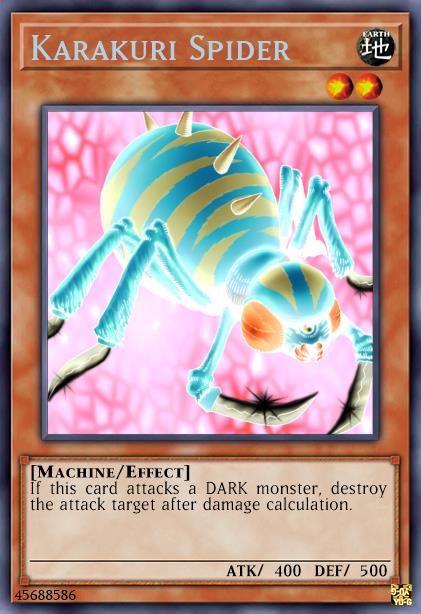 Karakuri Spider
EARTH
地
[Machine/Effect]
If this card attacks a DARK monster, destroy
the attack target after damage calculation.
ATK/ 400 DEF/ 500
45688586